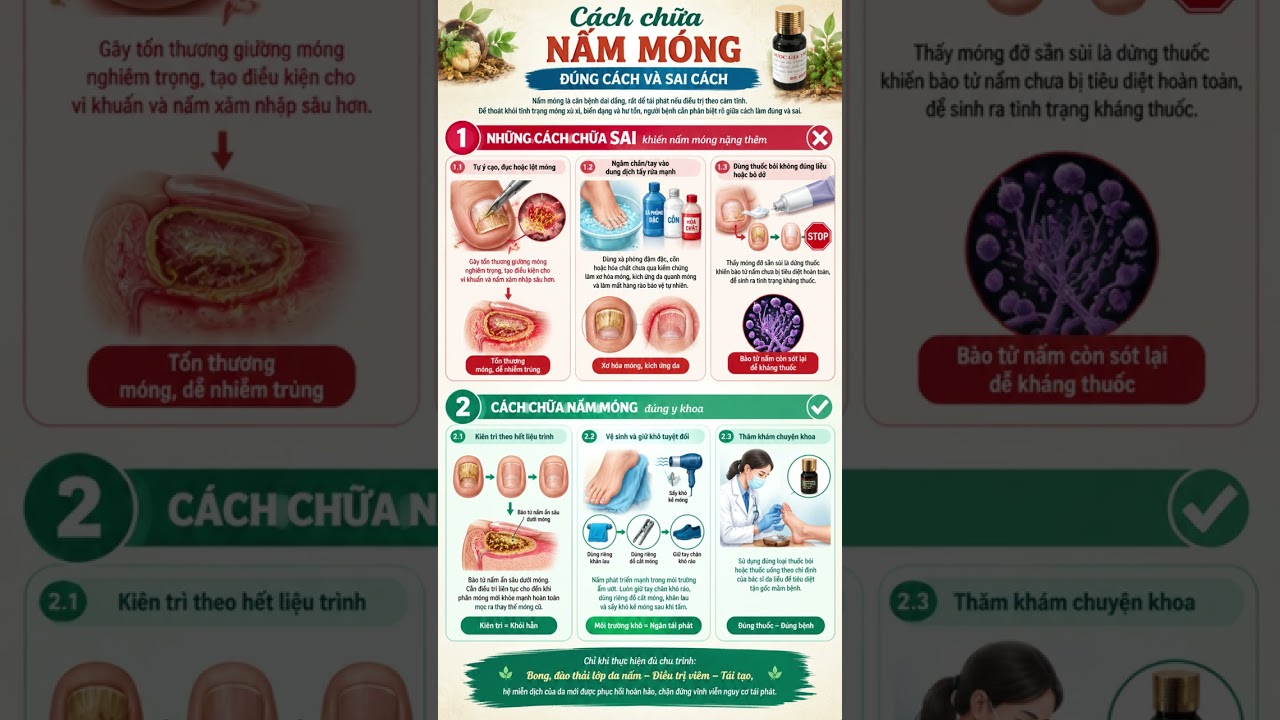 Cách chữa
NẤM MÓNG
ĐÚNG CÁCH VÀ SAI CÁCH
Nấm móng là căn bệnh dai dẳng, rất dễ tái phát nếu điều trị theo cảm tính.
Để thoát khỏi tình trạng móng xù xì, biến dạng và hư tổn, người bệnh cần phân biệt rõ giữa cách làm đúng và sai.
1 NHỮNG CÁCH CHỮA SAI khiến nấm móng nặng thêm
1.1 Tự ý cạo, đục hoặc lột móng
Gây tổn thương giường móng
nghiêm trọng, tạo điều kiện cho
vi khuẩn và nấm xâm nhập sâu hơn.
Tổn thương
móng, dễ nhiễm trùng
1.2 Ngâm chân/tay vào
dung dịch tẩy rửa mạnh
XÀ PHÒNG
ĐẶC
CỒN
HÓA
CHẤT
Dùng xà phòng đậm đặc, cồn
hoặc hóa chất chưa qua kiểm chứng
làm xơ hóa móng, kích ứng da quanh móng
và làm mất hàng rào bảo vệ tự nhiên.
Xơ hóa móng, kích ứng da
1.3 Dùng thuốc bôi không đúng liều
hoặc bỏ dở
STOP
Thấy móng đỡ sần sùi là dừng thuốc
khiến bào tử nấm chưa bị tiêu diệt hoàn toàn,
dễ sinh ra tình trạng kháng thuốc.
Bào tử nấm còn sót lại
dễ kháng thuốc
2 CÁCH CHỮA NẤM MÓNG đúng y khoa
2.1 Kiên trì theo hết liệu trình
Bào tử nấm ẩn sâu
dưới móng
Bào tử nấm ẩn sâu dưới móng.
Cần điều trị liên tục cho đến khi
phần móng mới khỏe mạnh hoàn toàn
mọc ra thay thế móng cũ.
Kiên trì = Khỏi hẳn
2.2 Vệ sinh và giữ khô tuyệt đối
Sấy khô
kẽ móng
Dùng riêng
khăn lau
Dùng riêng
đồ cắt móng
Giữ tay chân
khô ráo
Nấm phát triển mạnh trong môi trường
ẩm ướt. Luôn giữ tay chân khô ráo,
dùng riêng đồ cắt móng, khăn lau
và sấy khô kẽ móng sau khi tắm.
Môi trường khô = Ngăn tái phát
2.3 Thăm khám chuyện khoa
Sử dụng đúng loại thuốc bôi
hoặc thuốc uống theo chỉ định
của bác sĩ da liễu để tiêu diệt
tận gốc mầm bệnh.
Đúng thuốc – Đúng bệnh
Chỉ khi thực hiện đủ chu trình:
Bong, đào thải lớp da nấm – Điều trị viêm – Tái tạo,
hệ miễn dịch của da mới được phục hồi hoàn hảo, chặn đứng vĩnh viễn nguy cơ tái phát.
Gây tổn thương giường móng
nghiêm trọng, tạo điều kiện cho
vi khuẩn và nấm xâm nhập sâu hơn.
Tổn thương
móng, dễ nhiễm trùng
2 CÁCH CHỮA N
2.1 Kiên trì theo hết liệu trình
Thấy móng đỡ sần sùi là dừng thuốc
khiến bào tử nấm chưa bị tiêu diệt hoàn toàn,
dễ sinh ra tình trạng kháng thuốc.
Bào tử nấm còn sót lại
dễ kháng thuốc
2.3 Thăm khám chuyện khoa